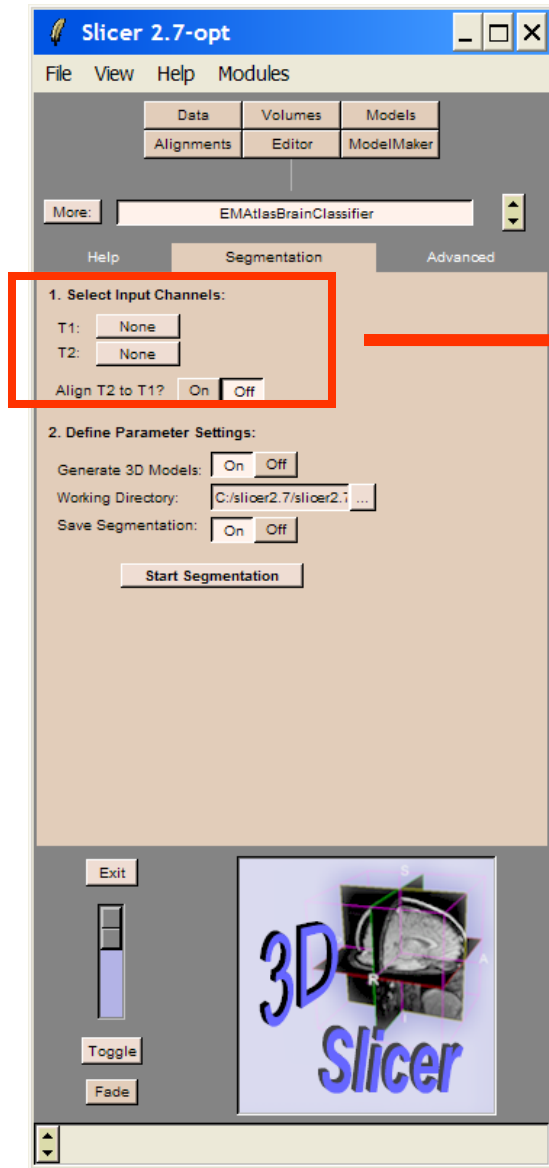 Slicer 2.7-opt
File View Help Modules
Data Volumes Models
Alignments Editor ModelMaker
More: EMAtlasBrainClassifier
Help Segmentation Advanced
1. Select Input Channels:
T1: None
T2: None
Align T2 to T1? On Off
2. Define Parameter Settings:
Generate 3D Models: On Off
Working Directory: C:/slicer2.7/slicer2.7 ...
Save Segmentation: On Off
Start Segmentation
Exit
S
A
R
I
3D
Slicer
Toggle
Fade